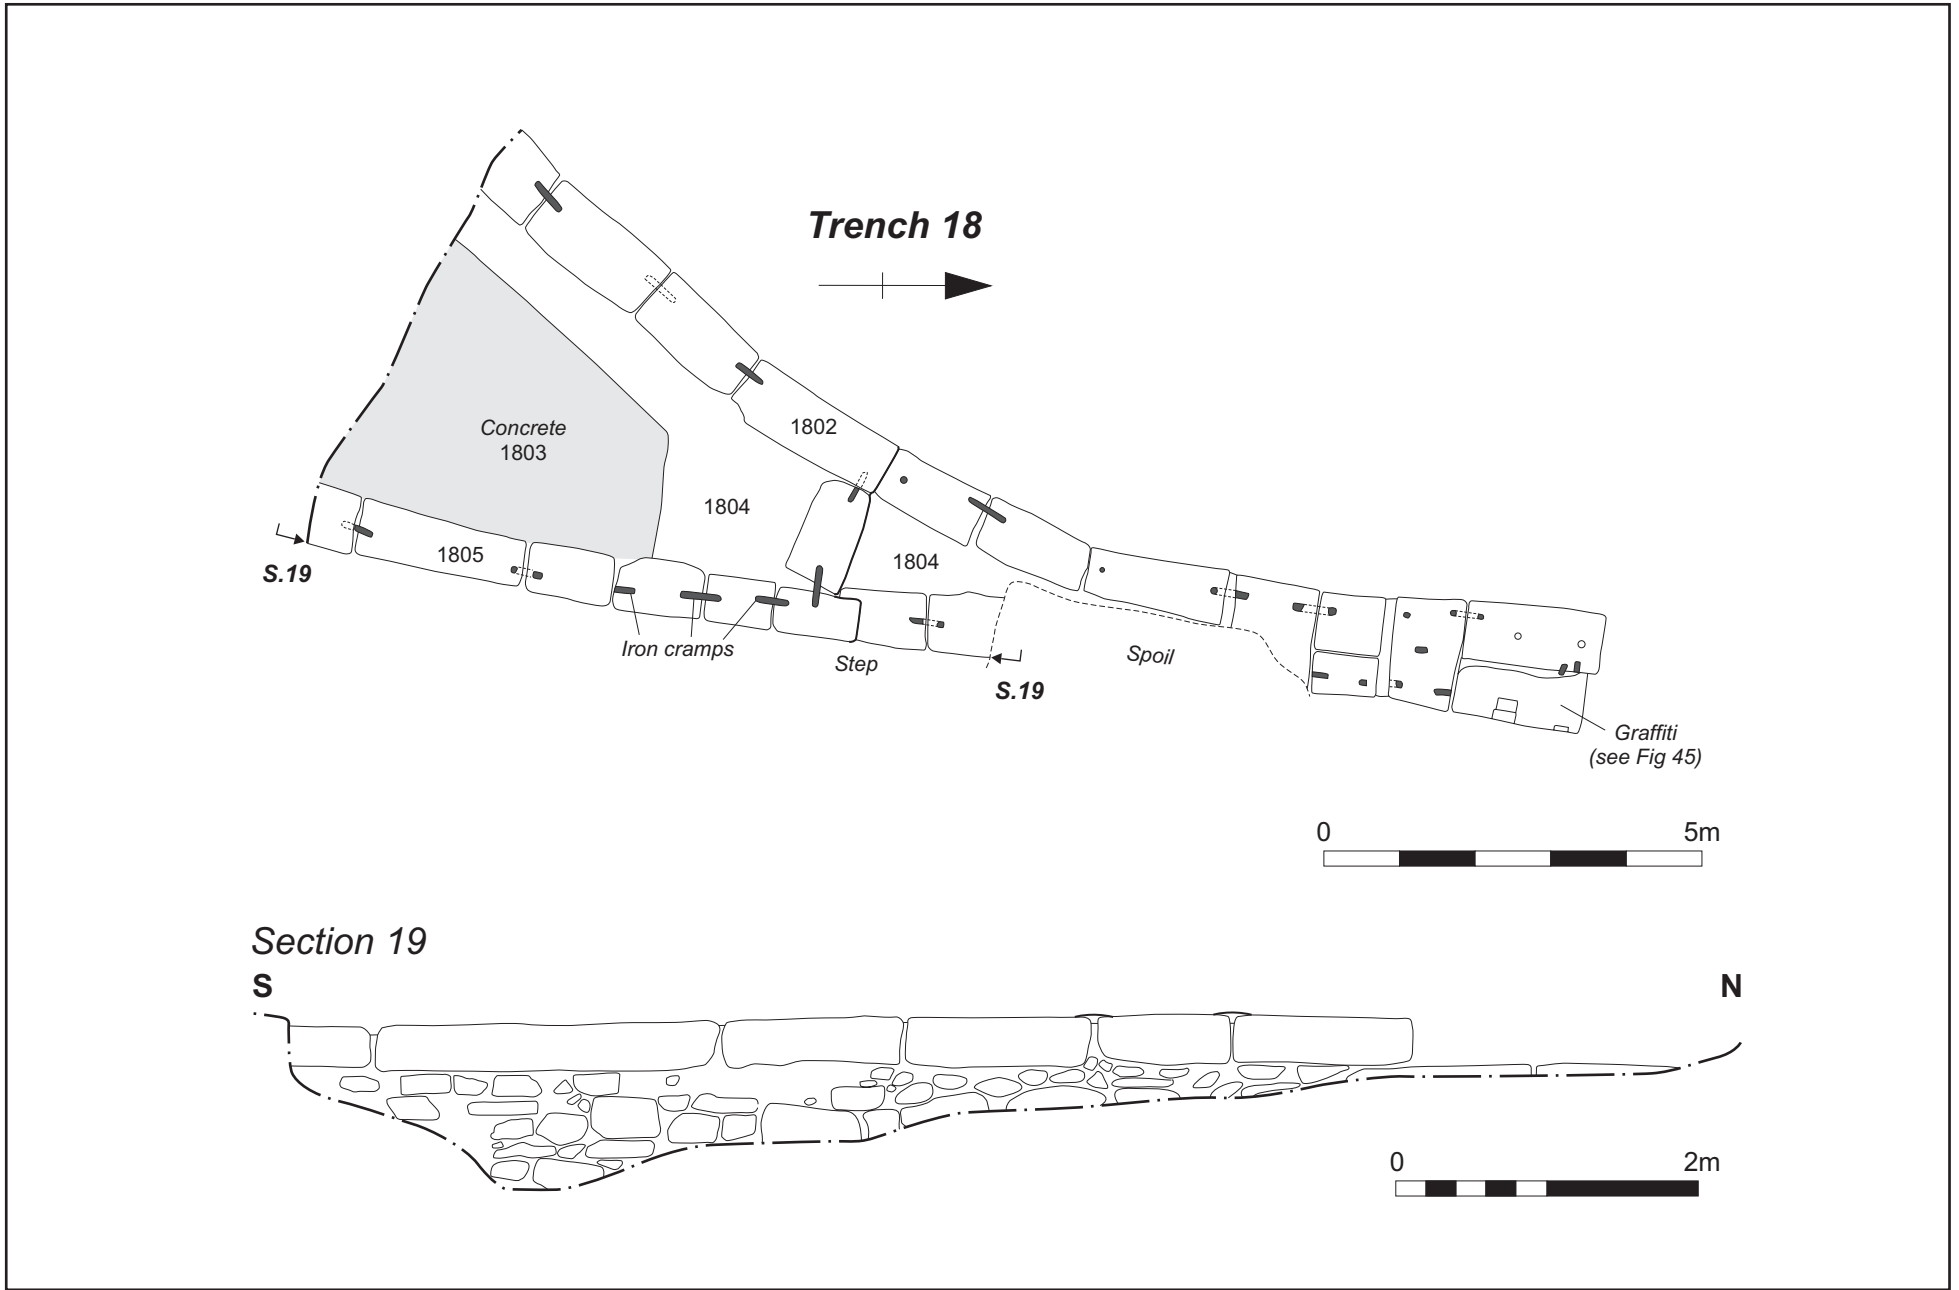 Trench 18
1802
Concrete
1803
1804
1805
1804
S.19
Iron cramps
Step
Spoil
S.19
Graffiti
(see Fig 45)
0 5m
Section 19
S N
0 2m